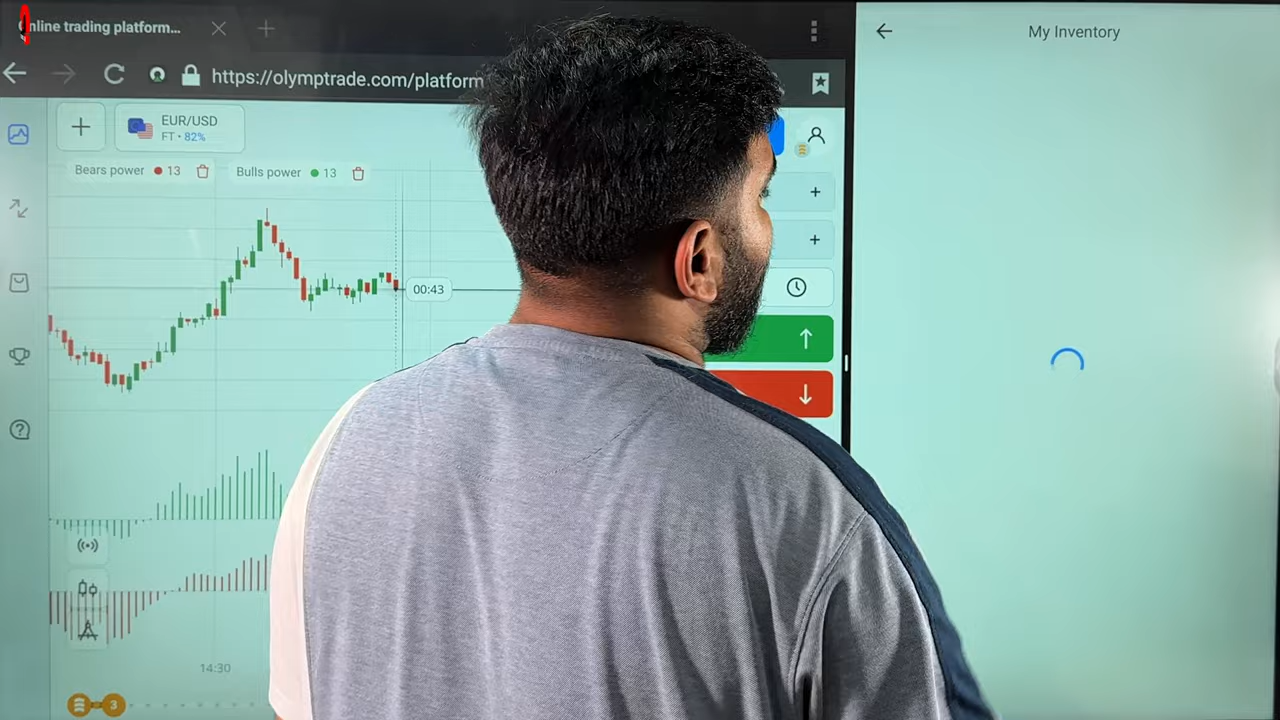 Online trading platform...
https://olymptrade.com/platform
My Inventory
EUR/USD
FT • 82%
Bears power 13
Bulls power 13
00:43
14:30
3